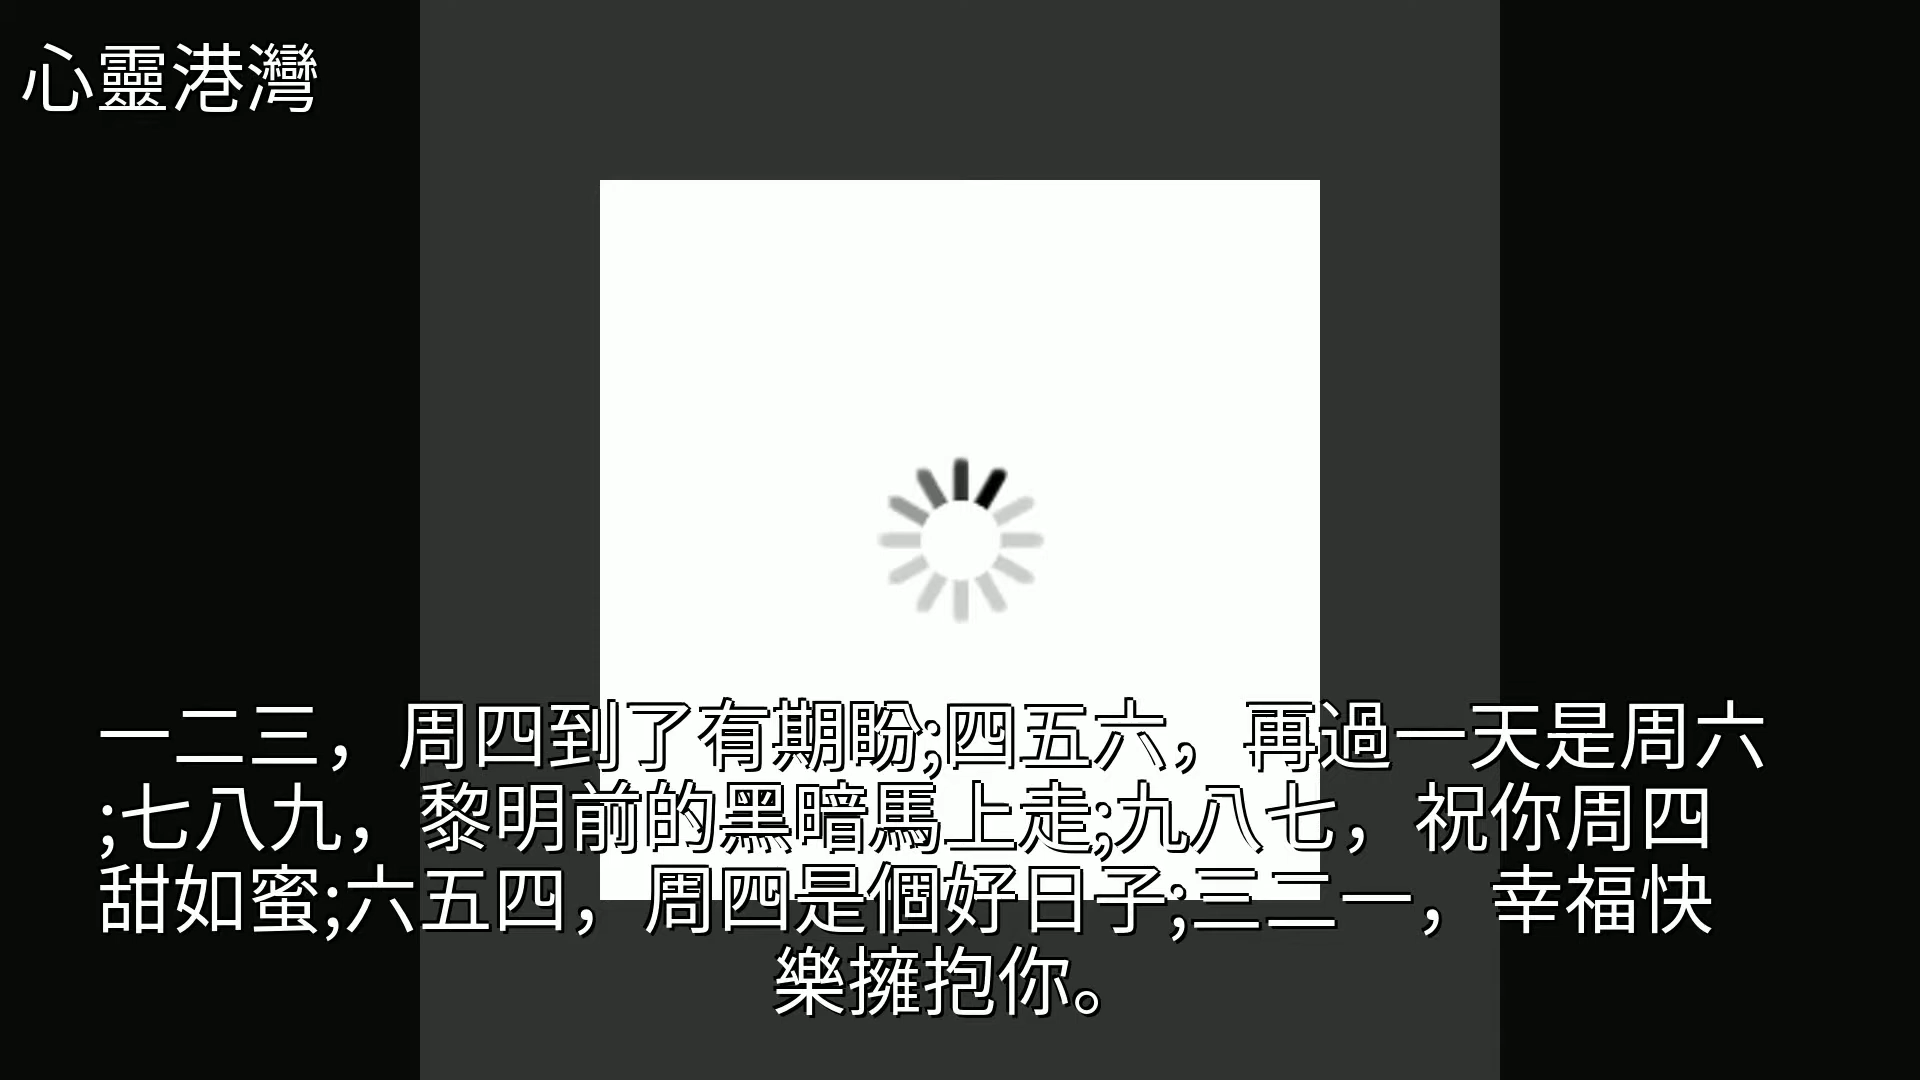 心靈港灣
一二三，周四到了有期盼;四五六，再過一天是周六
;七八九，黎明前的黑暗馬上走;九八七，祝你周四
甜如蜜;六五四，周四是個好日子;三二一，幸福快
樂擁抱你。